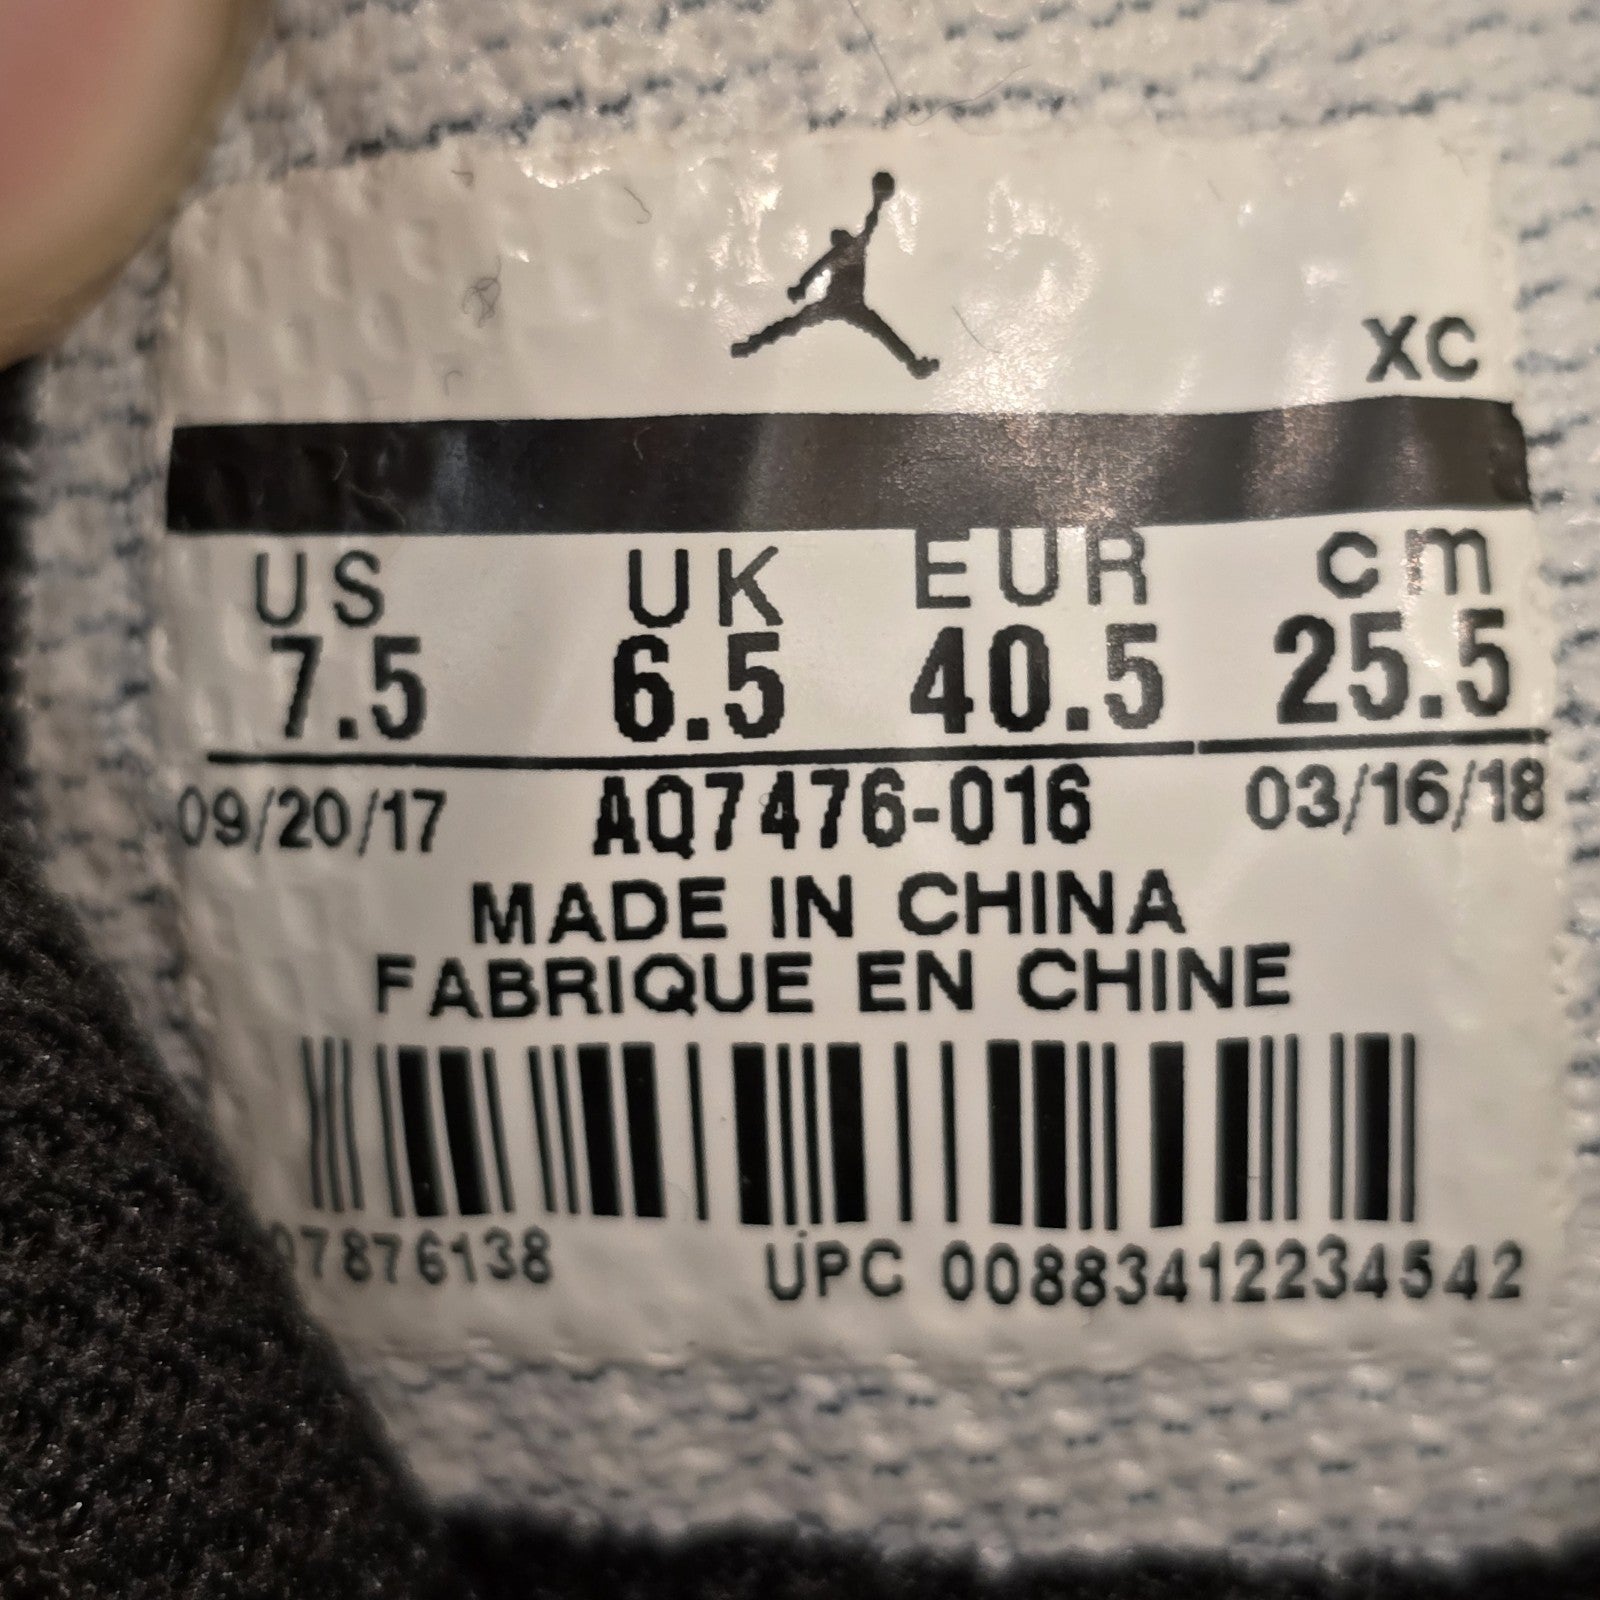 XC
US UK EUR cm
7.5 6.5 40.5 25.5
09/20/17 AQ7476-016 03/16/18
MADE IN CHINA
FABRIQUE EN CHINE
UPC 00883412234542